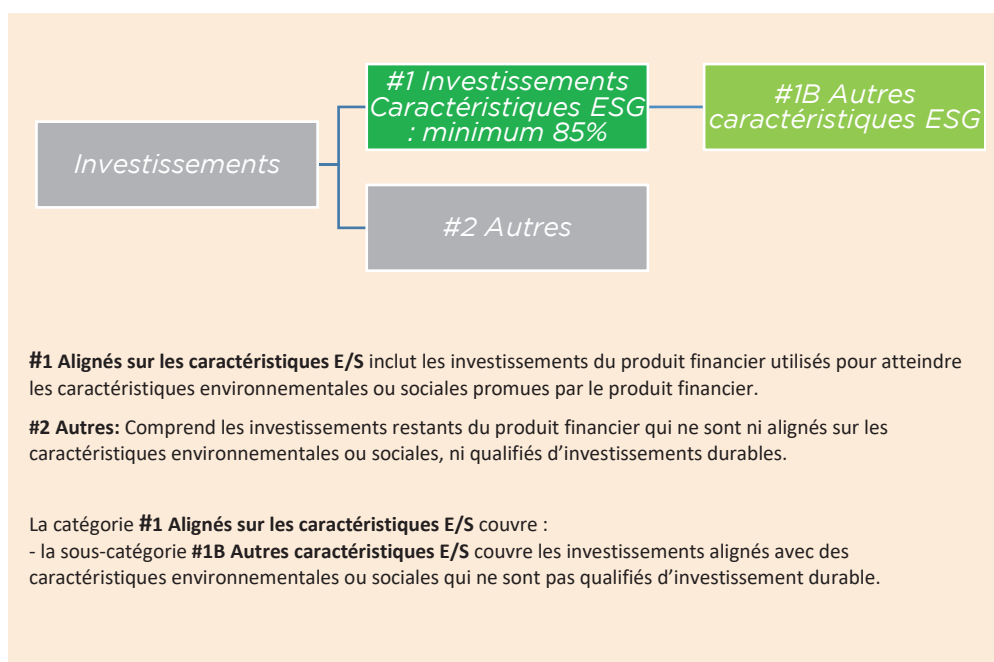 #1 Investissements
Caractéristiques ESG
: minimum 85%
#1B Autres
caractéristiques ESG
Investissements
#2 Autres
#1 Alignés sur les caractéristiques E/S inclut les investissements du produit financier utilisés pour atteindre
les caractéristiques environnementales ou sociales promues par le produit financier.
#2 Autres: Comprend les investissements restants du produit financier qui ne sont ni alignés sur les
caractéristiques environnementales ou sociales, ni qualifiés d’investissements durables.
La catégorie #1 Alignés sur les caractéristiques E/S couvre :
- la sous-catégorie #1B Autres caractéristiques E/S couvre les investissements alignés avec des
caractéristiques environnementales ou sociales qui ne sont pas qualifiés d’investissement durable.